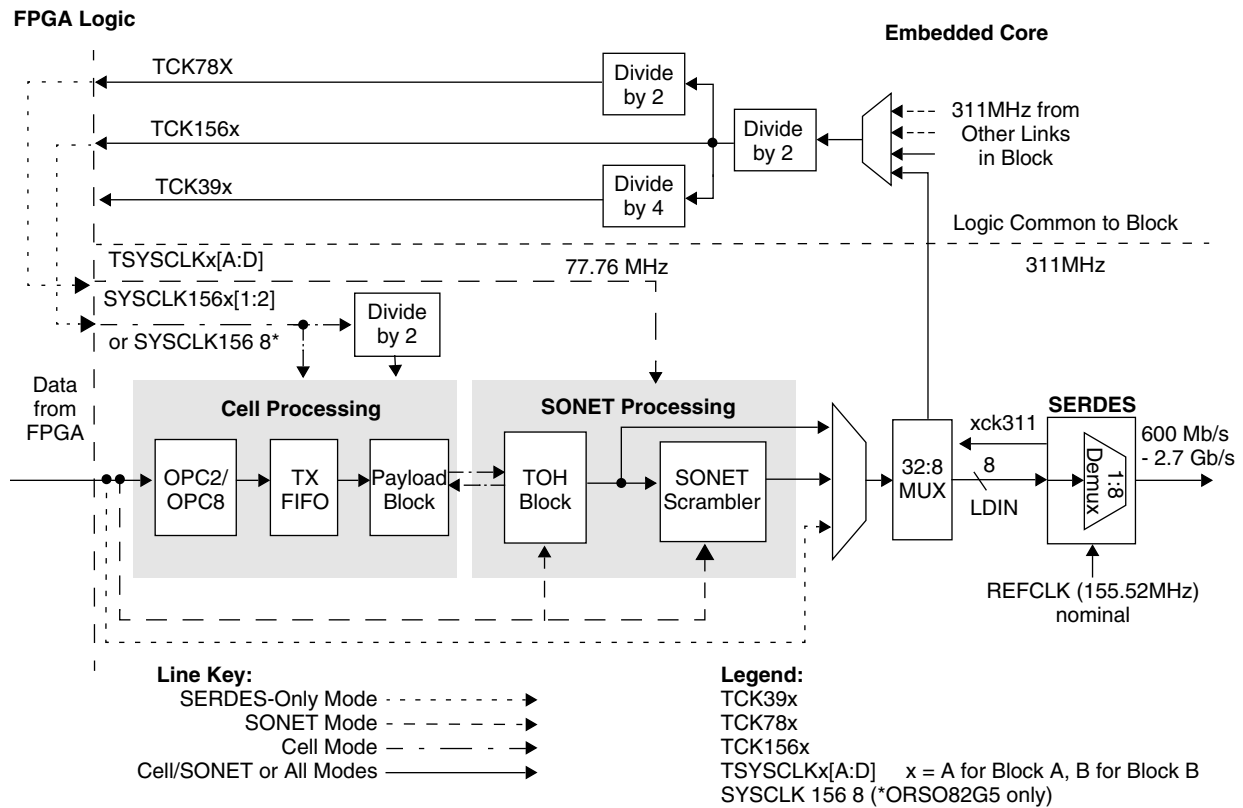 FPGA Logic
Embedded Core
TCK78X
Divide
by 2
TCK156x
Divide
by 2
311MHz from
Other Links
in Block
TCK39x
Divide
by 4
Logic Common to Block
TSYSCLKx[A:D]
77.76 MHz
311MHz
SYSCLK156x[1:2]
or SYSCLK156 8*
Divide
by 2
Data
from
FPGA
Cell Processing
SONET Processing
SERDES
OPC2/
OPC8
TX
FIFO
Payload
Block
TOH
Block
SONET
Scrambler
32:8
MUX
xck311
8
LDIN
1:8
Demux
600 Mb/s
- 2.7 Gb/s
REFCLK (155.52MHz)
nominal
Line Key:
SERDES-Only Mode
SONET Mode
Cell Mode
Cell/SONET or All Modes
Legend:
TCK39x
TCK78x
TCK156x
TSYSCLKx[A:D] x = A for Block A, B for Block B
SYSCLK 156 8 (*ORSO82G5 only)